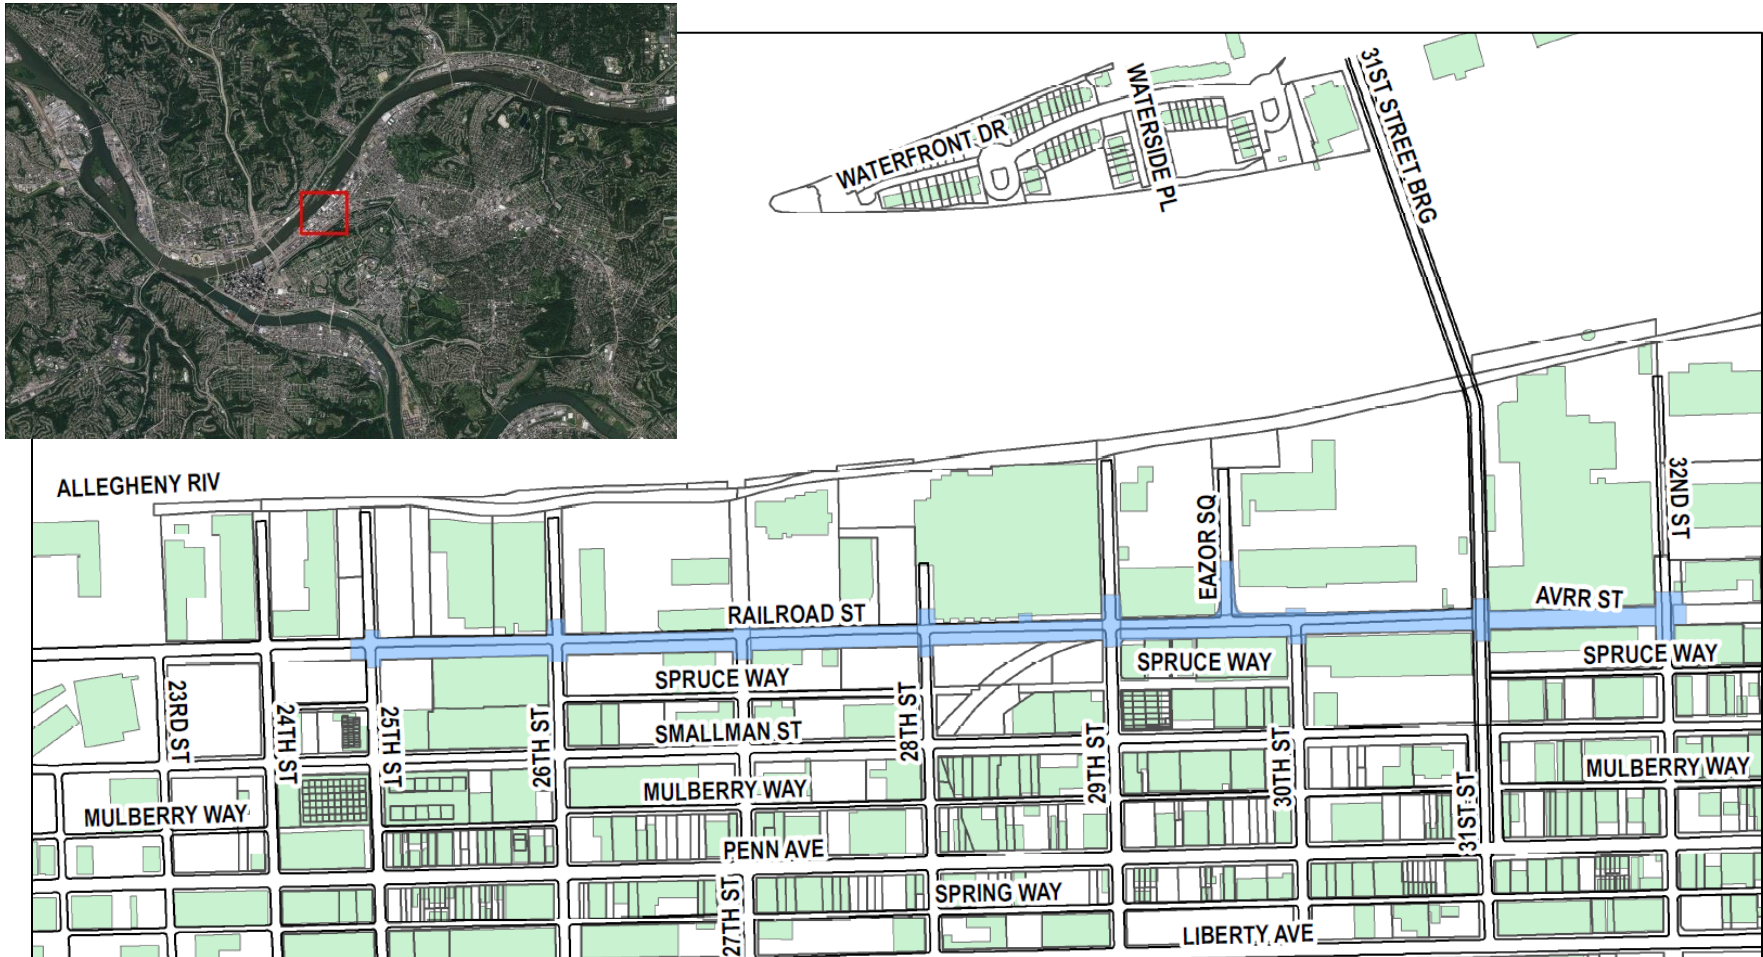 31ST STREET BRG
WATERSIDE PL
WATERFRONT DR
ALLEGHENY RIV
32ND ST
EAZOR SQ
AVRR ST
RAILROAD ST
SPRUCE WAY
SPRUCE WAY
SPRUCE WAY
23RD ST
24TH ST
25TH ST
26TH ST
28TH ST
SMALLMAN ST
29TH ST
30TH ST
31ST ST
MULBERRY WAY
MULBERRY WAY
MULBERRY WAY
PENN AVE
27TH ST
SPRING WAY
LIBERTY AVE